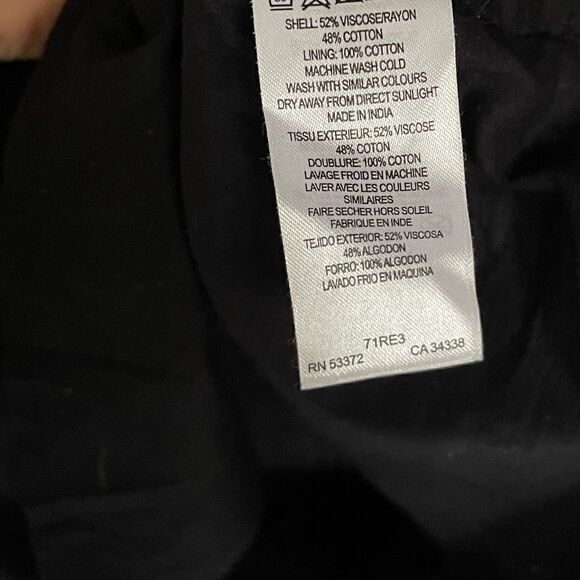 SHELL: 52% VISCOSE/RAYON
48% COTTON
LINING: 100% COTTON
MACHINE WASH COLD
WASH WITH SIMILAR COLOURS
DRY AWAY FROM DIRECT SUNLIGHT
MADE IN INDIA
TISSU EXTERIEUR: 52% VISCOSE
48% COTON
DOUBLURE: 100% COTON
LAVAGE FROID EN MACHINE
LAVER AVEC LES COULEURS
SIMILAIRES
FAIRE SECHER HORS SOLEIL
FABRIQUE EN INDE
TEJIDO EXTERIOR: 52% VISCOSA
48% ALGODON
FORRO: 100% ALGODON
LAVADO FRIO EN MAQUINA
71RE3
RN 53372 CA 34338